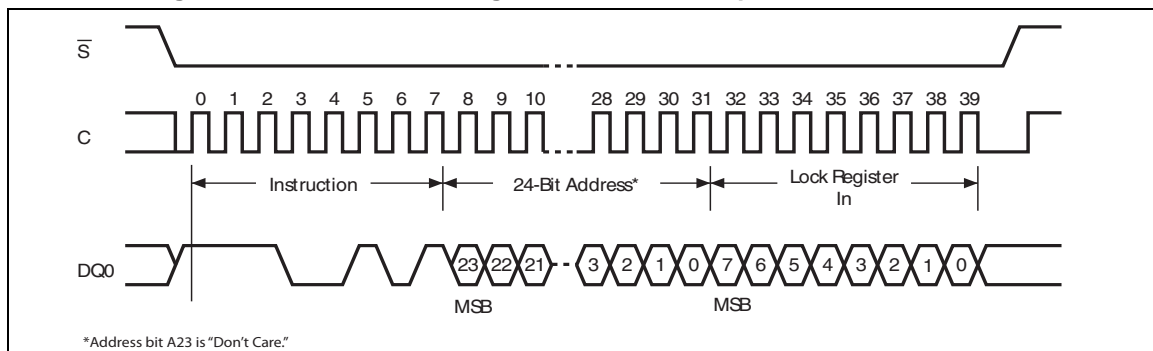 S
0 1 2 3 4 5 6 7 8 9 10 28 29 30 31 32 33 34 35 36 37 38 39
C
Instruction 24-Bit Address* Lock Register
In
DQ0 23 22 21 3 2 1 0 7 6 5 4 3 2 1 0
MSB MSB
*Address bit A23 is "Don't Care."